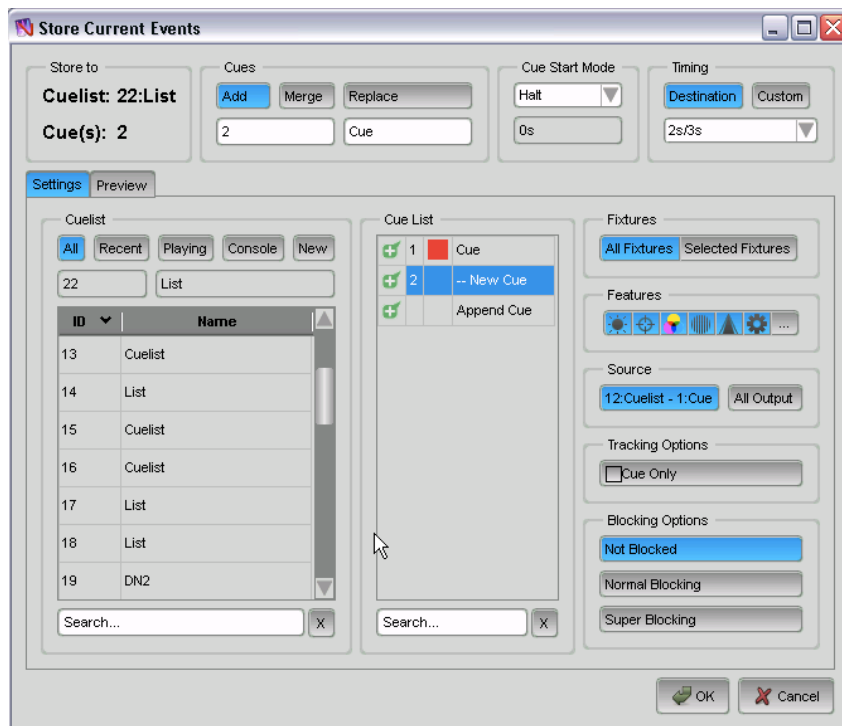 Store Current Events
Store to
Cuelist: 22:List
Cue(s): 2
Cues
Add Merge Replace
2 Cue
Cue Start Mode
Halt
0s
Timing
Destination Custom
2s/3s
Settings Preview
Cuelist
All Recent Playing Console New
22 List
ID Name
13 Cuelist
14 List
15 Cuelist
16 Cuelist
17 List
18 List
19 DN2
Search... X
Cue List
1 Cue
2 -- New Cue
Append Cue
Search... X
Fixtures
All Fixtures Selected Fixtures
Features
...
Source
12:Cuelist - 1:Cue All Output
Tracking Options
Cue Only
Blocking Options
Not Blocked
Normal Blocking
Super Blocking
OK Cancel